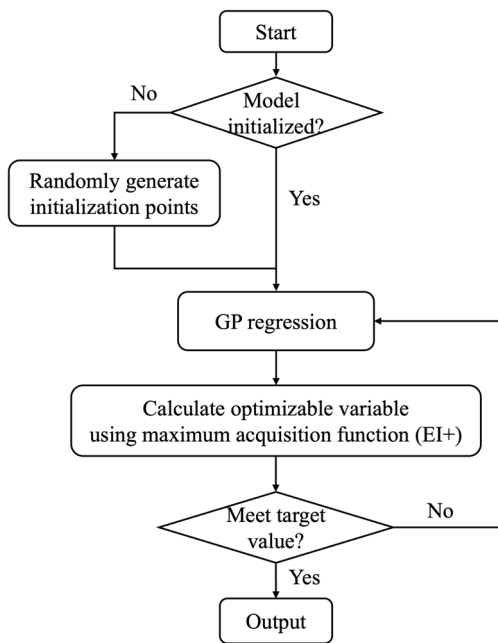 Start
No
Model
initialized?
Randomly generate
initialization points
Yes
GP regression
Calculate optimizable variable
using maximum acquisition function (EI+)
Meet target
value?
No
Yes
Output